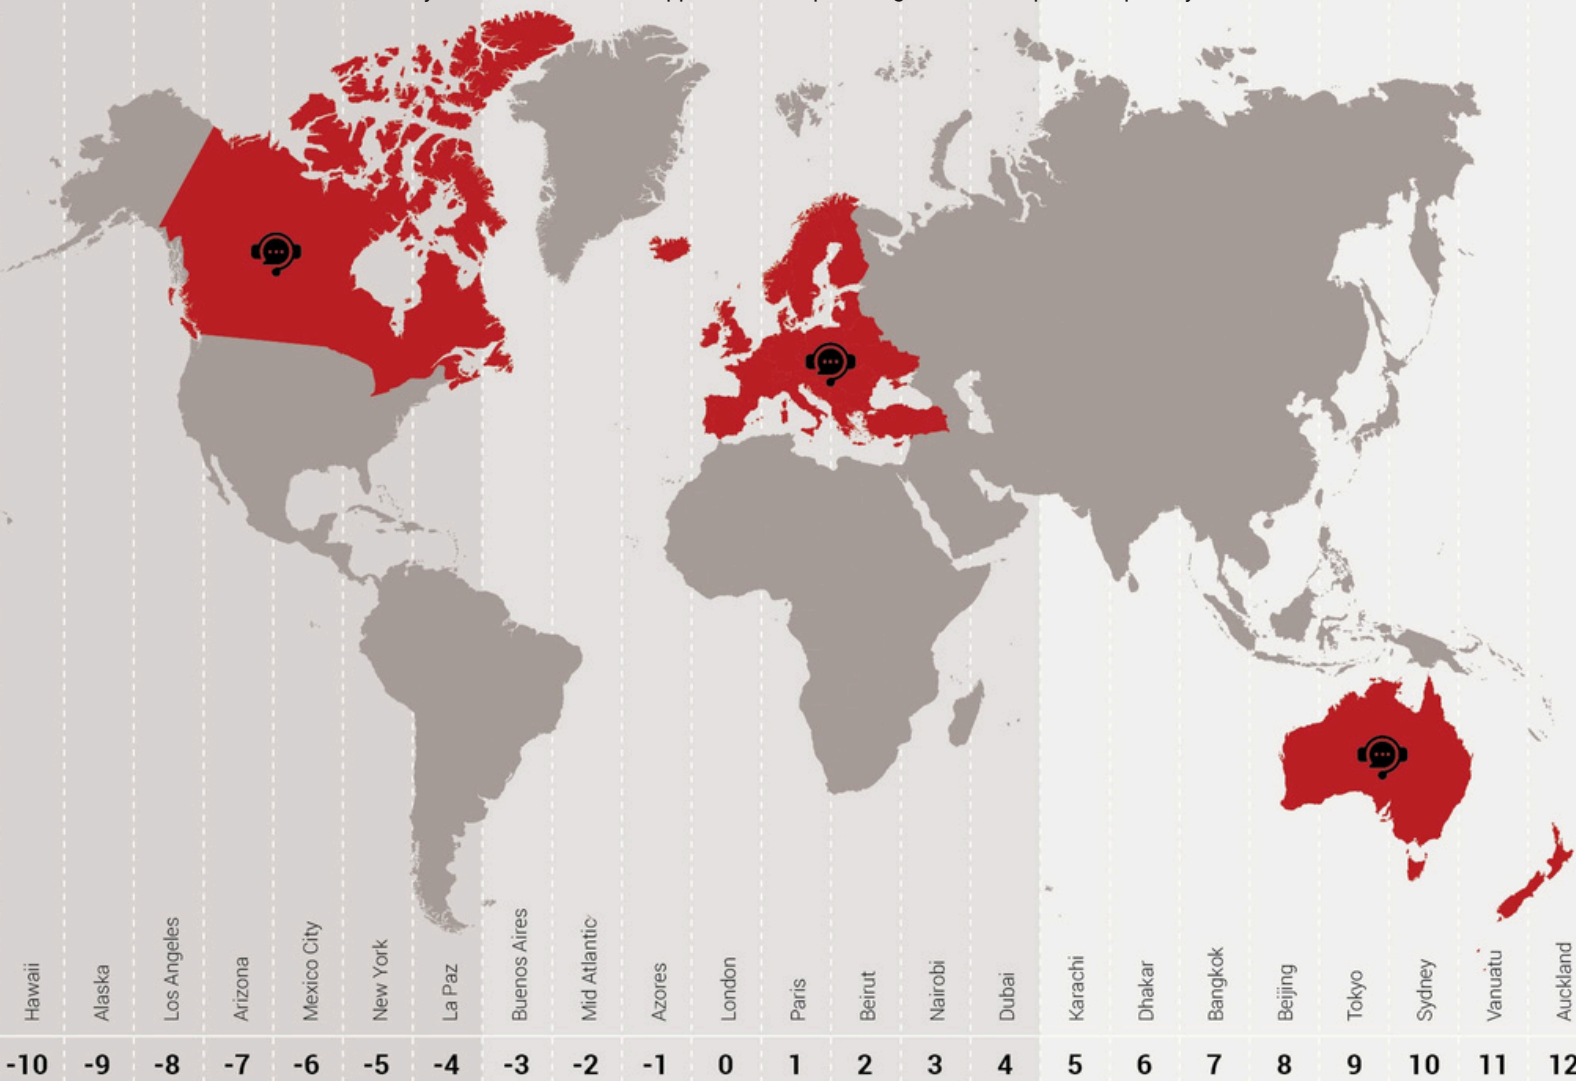 Hawaii
Alaska
Los Angeles
Arizona
Mexico City
New York
La Paz
Buenos Aires
Mid Atlantic
Azores
London
Paris
Beirut
Nairobi
Dubai
Karachi
Dhakar
Bangkok
Beijing
Tokyo
Sydney
Vanuatu
Auckland
-10 -9 -8 -7 -6 -5 -4 -3 -2 -1 0 1 2 3 4 5 6 7 8 9 10 11 12